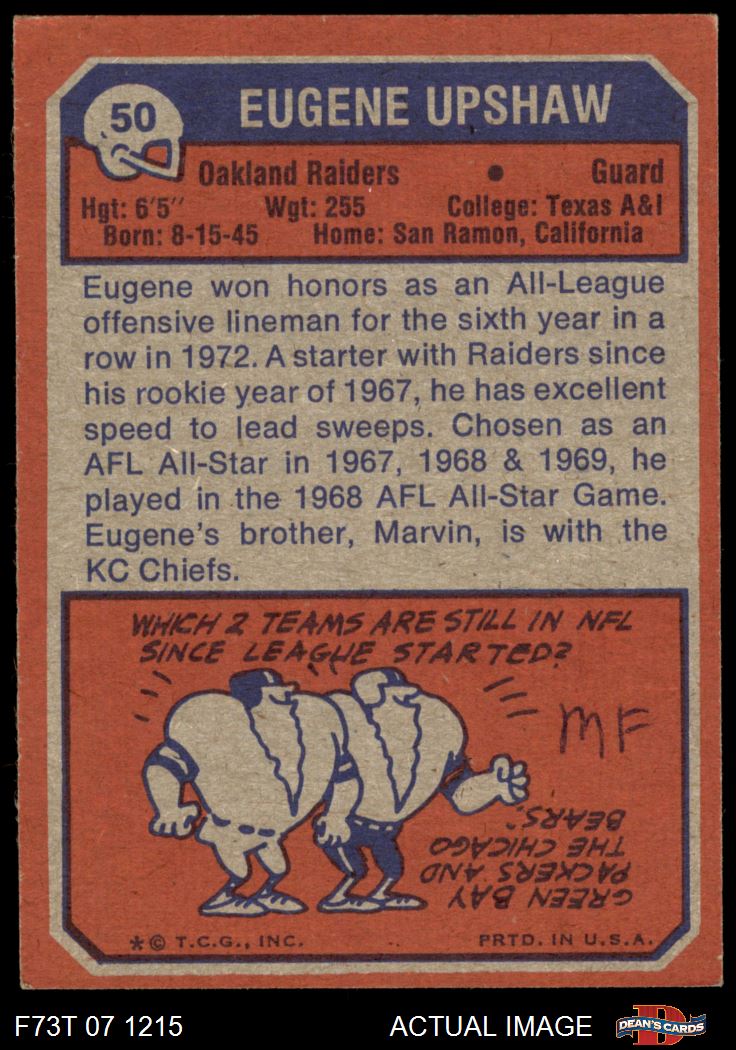 50
EUGENE UPSHAW
Oakland Raiders • Guard
Hgt: 6'5" Wgt: 255 College: Texas A&I
Born: 8-15-45 Home: San Ramon, California
Eugene won honors as an All-League
offensive lineman for the sixth year in a
row in 1972. A starter with Raiders since
his rookie year of 1967, he has excellent
speed to lead sweeps. Chosen as an
AFL All-Star in 1967, 1968 & 1969, he
played in the 1968 AFL All-Star Game.
Eugene's brother, Marvin, is with the
KC Chiefs.
WHICH 2 TEAMS ARE STILL IN NFL
SINCE LEAGUE STARTED?
MF
GREEN BAY
PACKERS AND
THE CHICAGO
BEARS.
*© T.C.G., INC. PRTD. IN U.S.A.
F73T 07 1215 ACTUAL IMAGE D DEAN'S CARDS